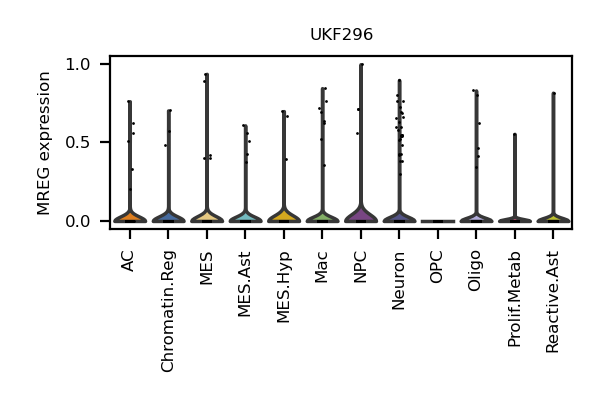 UKF296
MREG expression
1.0
0.5
0.0
AC
Chromatin.Reg
MES
MES.Ast
MES.Hyp
Mac
NPC
Neuron
OPC
Oligo
Prolif.Metab
Reactive.Ast